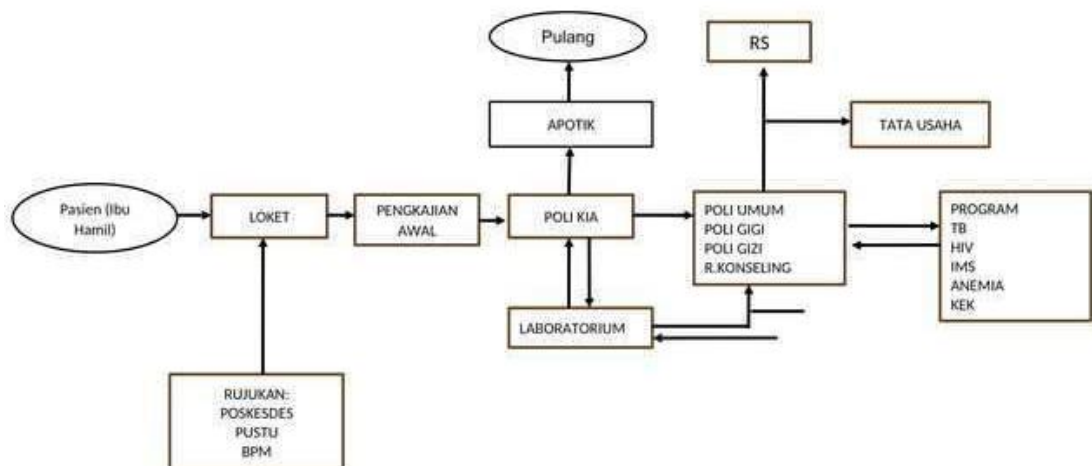 Pulang
RS
APOTIK
TATA USAHA
Pasien (Ibu
Hamil)
LOKET
PENGKAJIAN
AWAL
POLI KIA
POLI UMUM
POLI GIGI
POLI GIZI
R.KONSELING
PROGRAM
TB
HIV
IMS
ANEMIA
KEK
LABORATORIUM
RUJUKAN:
POSKESDES
PUSTU
BPM